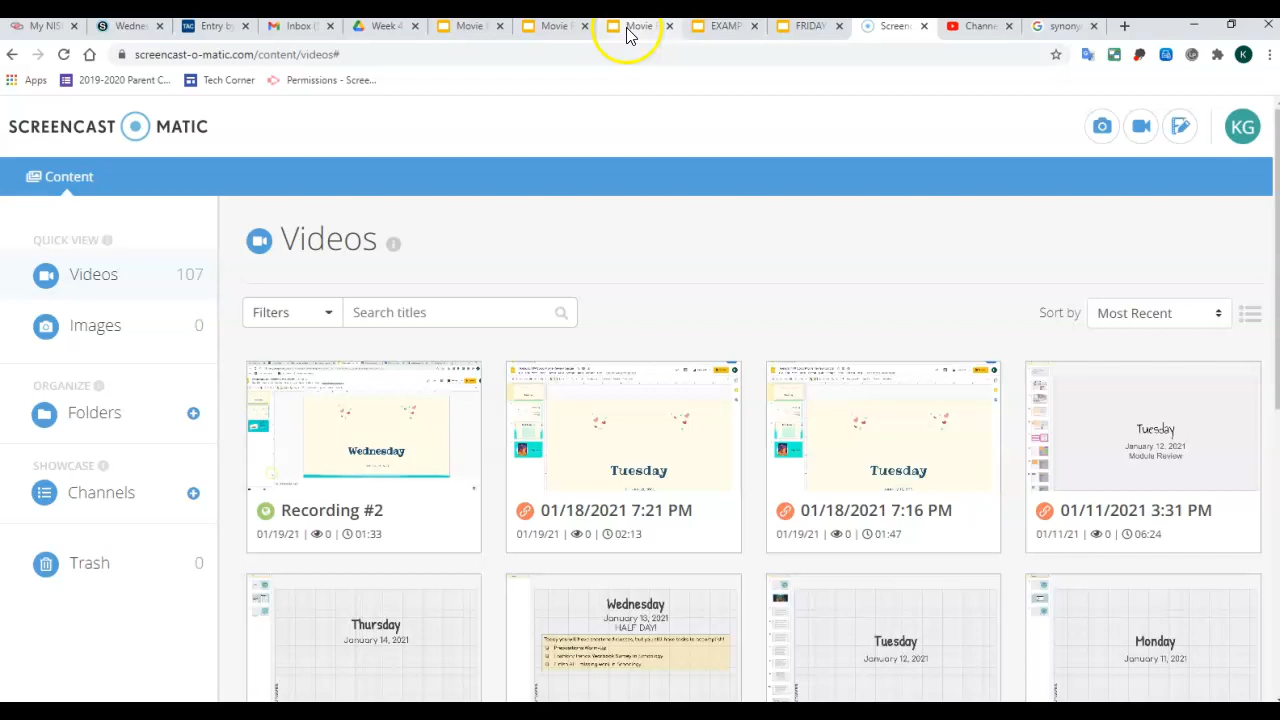 My NIS
Wednes
Entry by
Inbox (
Week 4
Movie
Movie F
Movie
EXAMP
FRIDAY
Screen
Channe
synony
screencast-o-matic.com/content/videos#
K
Apps
2019-2020 Parent C...
Tech Corner
Permissions - Scree...
SCREENCAST MATIC
KG
Content
QUICK VIEW
Videos 107
Images 0
ORGANIZE
Folders
SHOWCASE
Channels
Trash 0
Videos
Filters
Search titles
Sort by
Most Recent
Wednesday
Tuesday
Tuesday
Tuesday
January 12, 2021
Module Review
Recording #2
01/19/21 | 0 | 01:33
01/18/2021 7:21 PM
01/19/21 | 0 | 02:13
01/18/2021 7:16 PM
01/19/21 | 0 | 01:47
01/11/2021 3:31 PM
01/11/21 | 0 | 06:24
Thursday
January 14, 2021
Wednesday
January 13, 2021
HALF DAY!
Tuesday
January 12, 2021
Monday
January 11, 2021